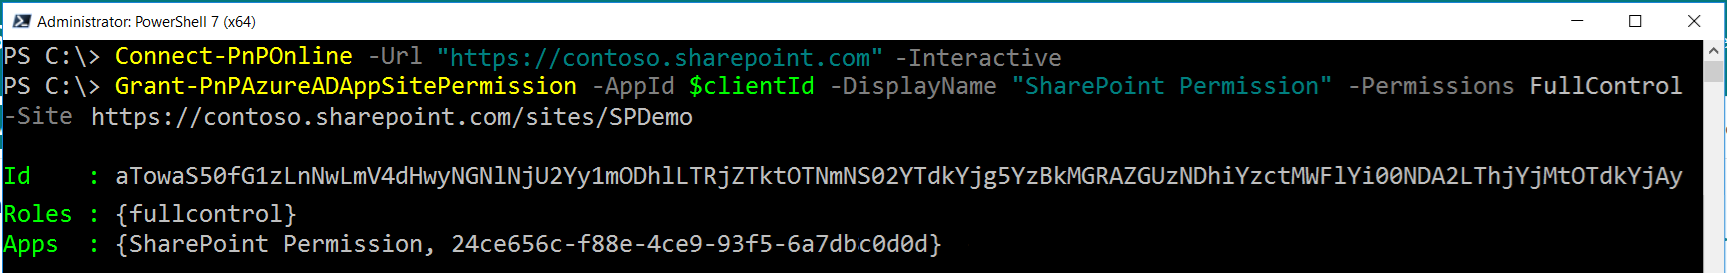 Administrator: PowerShell 7 (x64)
PS C:\> Connect-PnPOnline -Url "https://contoso.sharepoint.com" -Interactive
PS C:\> Grant-PnPAzureADAppSitePermission -AppId $clientId -DisplayName "SharePoint Permission" -Permissions FullControl
-Site https://contoso.sharepoint.com/sites/SPDemo
Id : aTowaS50fG1zLnNwLmV4dHwyNGNlNjU2Yy1mODhlLTRjZTktOTNmNS02YTdkYjg5YzBkMGRAZGUzNDhiYzctMWFlYi00NDA2LThjYjMtOTdkYjAy
Roles : {fullcontrol}
Apps : {SharePoint Permission, 24ce656c-f88e-4ce9-93f5-6a7dbc0d0d}